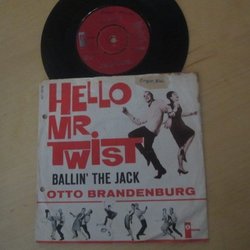 HELLO
MR.
TWIST
BALLIN' THE JACK
OTTO BRANDENBURG